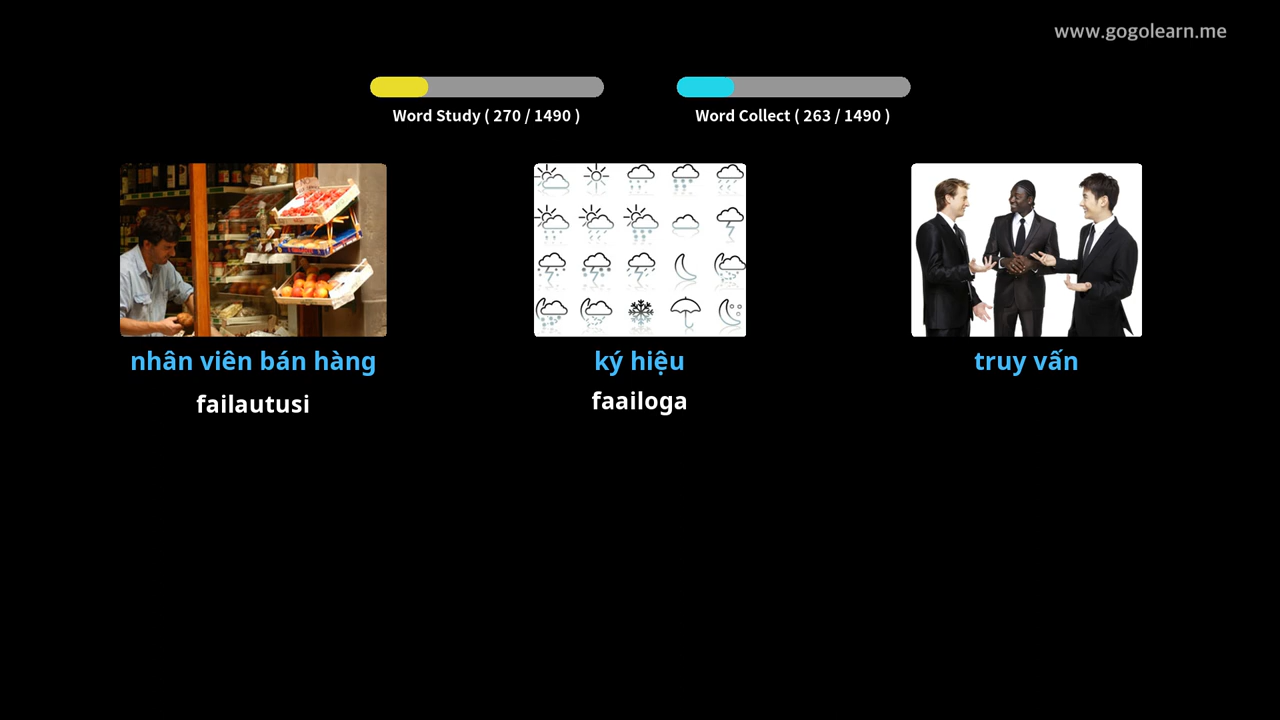 www.gogolearn.me
Word Study ( 270 / 1490 )
Word Collect ( 263 / 1490 )
nhân viên bán hàng
failautusi
ký hiệu
faailoga
truy vấn